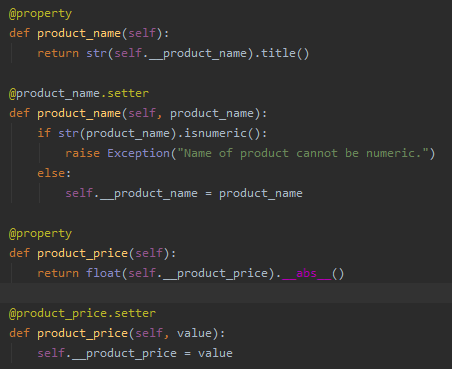 @property
def product_name(self):
    return str(self.__product_name).title()

@product_name.setter
def product_name(self, product_name):
    if str(product_name).isnumeric():
        raise Exception("Name of product cannot be numeric.")
    else:
        self.__product_name = product_name

@property
def product_price(self):
    return float(self.__product_price).__abs__()

@product_price.setter
def product_price(self, value):
    self.__product_price = value